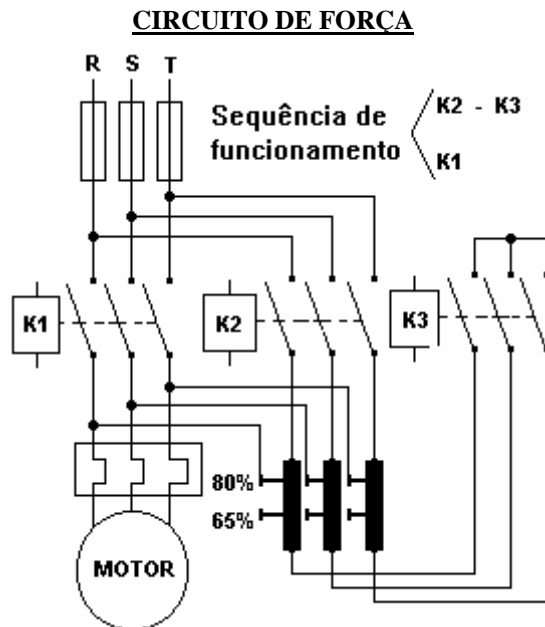 CIRCUITO DE FORÇA
R S T
Sequência de
funcionamento
K2 - K3
K1
K1
K2
K3
80%
65%
MOTOR